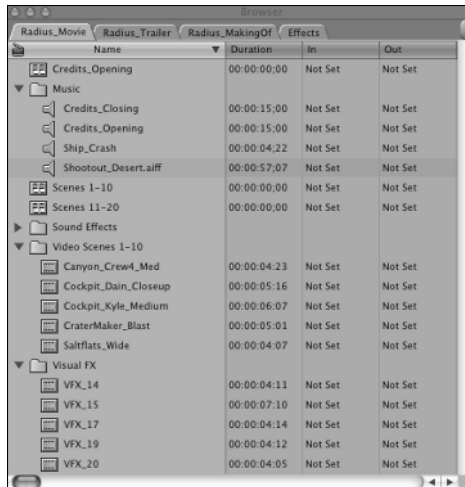 Browser
Radius_Movie Radius_Trailer Radius_MakingOf Effects
Name Duration In Out
Credits_Opening 00:00:00;00 Not Set Not Set
Music
Credits_Closing 00:00:15;00 Not Set Not Set
Credits_Opening 00:00:15;00 Not Set Not Set
Ship_Crash 00:00:04;22 Not Set Not Set
Shootout_Desert.aiff 00:00:57;07 Not Set Not Set
Scenes 1-10 00:00:00;00 Not Set Not Set
Scenes 11-20 00:00:00;00 Not Set Not Set
Sound Effects
Video Scenes 1-10
Canyon_Crew4_Med 00:00:04:23 Not Set Not Set
Cockpit_Dain_Closeup 00:00:05:16 Not Set Not Set
Cockpit_Kyle_Medium 00:00:06:07 Not Set Not Set
CraterMaker_Blast 00:00:05:01 Not Set Not Set
Saltflats_Wide 00:00:04:07 Not Set Not Set
Visual FX
VFX_14 00:00:04:11 Not Set Not Set
VFX_15 00:00:07:10 Not Set Not Set
VFX_17 00:00:04:14 Not Set Not Set
VFX_19 00:00:04:12 Not Set Not Set
VFX_20 00:00:04:05 Not Set Not Set